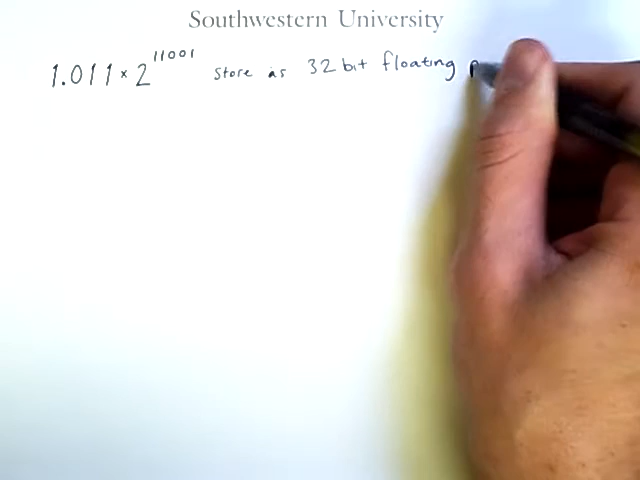 Southwestern University
1.011 × 2^11001 store as 32 bit floating p